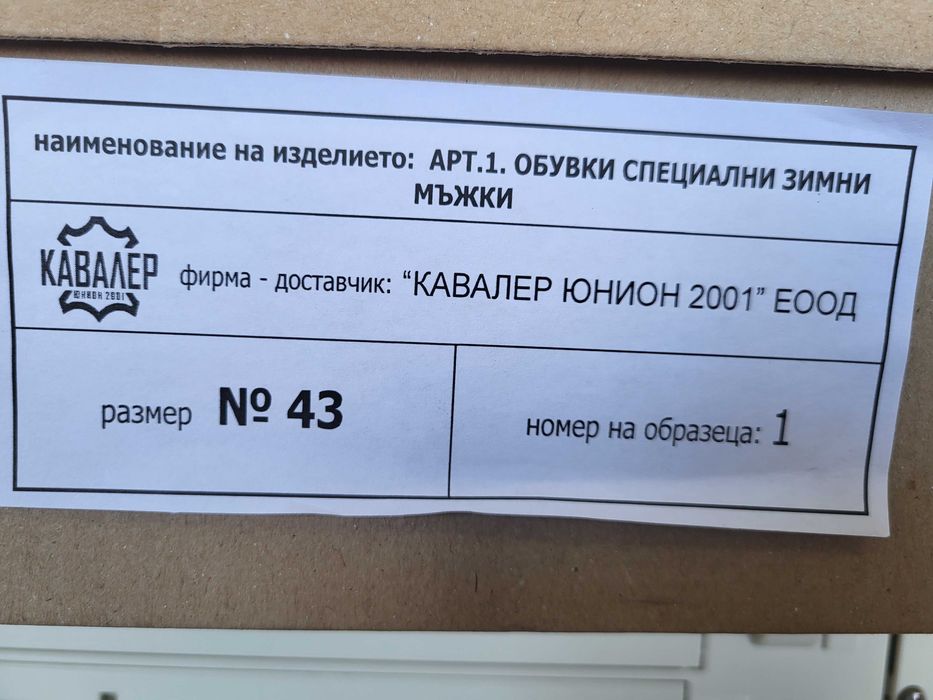 наименование на изделието: АРТ.1. ОБУВКИ СПЕЦИАЛНИ ЗИМНИ
МЪЖКИ
КАВАЛЕР
ЮНИОН 2001
фирма - доставчик: “КАВАЛЕР ЮНИОН 2001” ЕООД
размер № 43
номер на образеца: 1